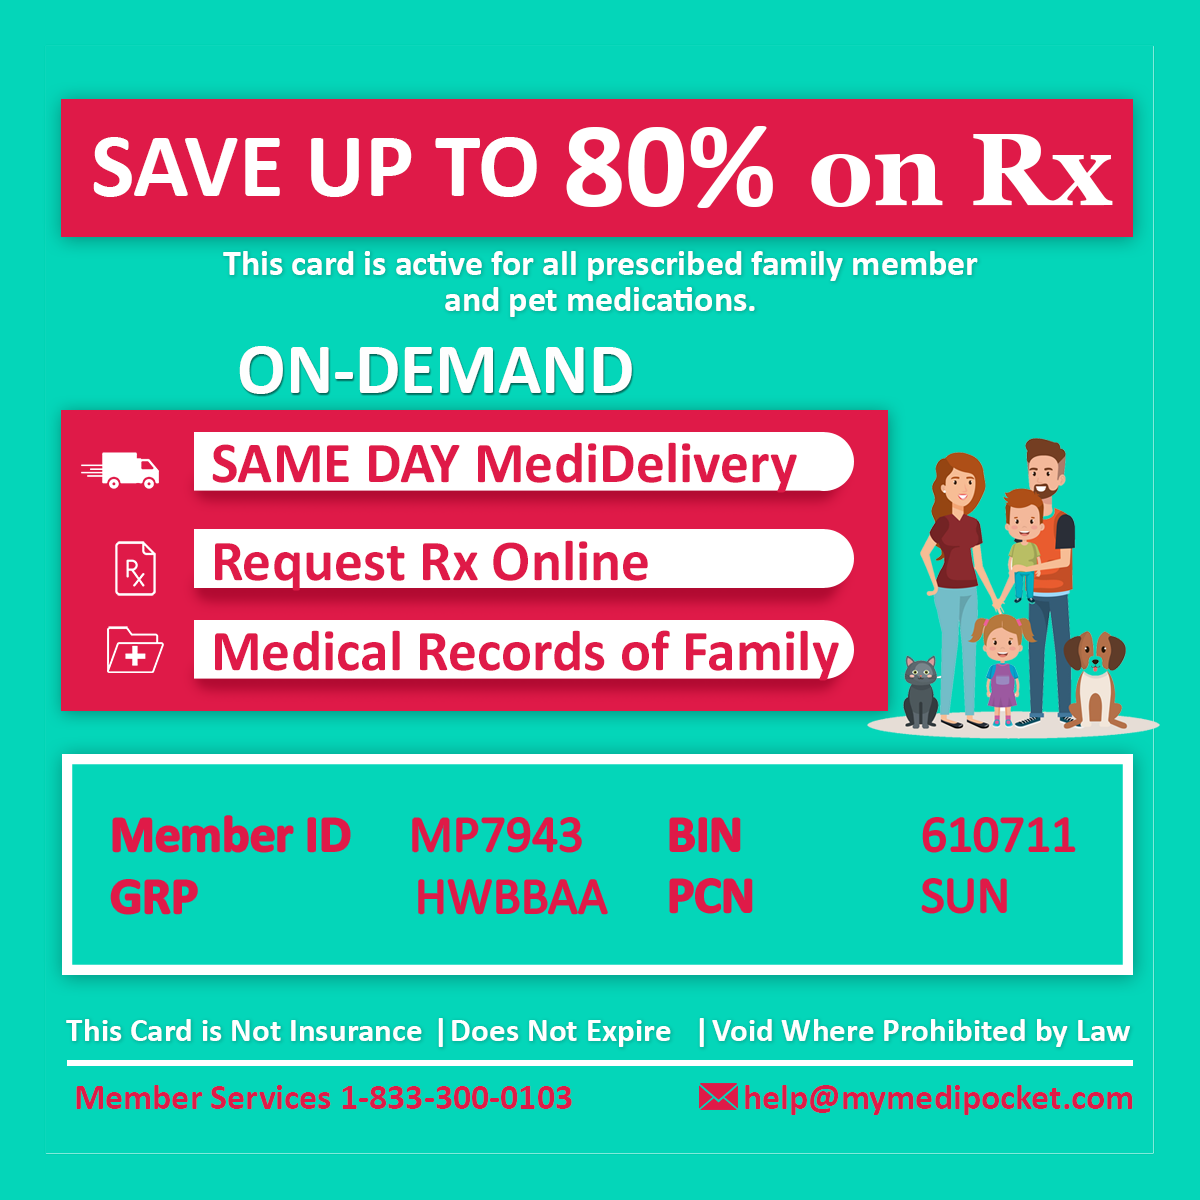 SAVE UP TO 80% on Rx
This card is active for all prescribed family member
and pet medications.
ON-DEMAND
SAME DAY MediDelivery
Rx
Request Rx Online
Medical Records of Family
Member ID MP7943 BIN 610711
GRP HWBBAA PCN SUN
This Card is Not Insurance | Does Not Expire | Void Where Prohibited by Law
Member Services 1-833-300-0103 help@mymedipocket.com